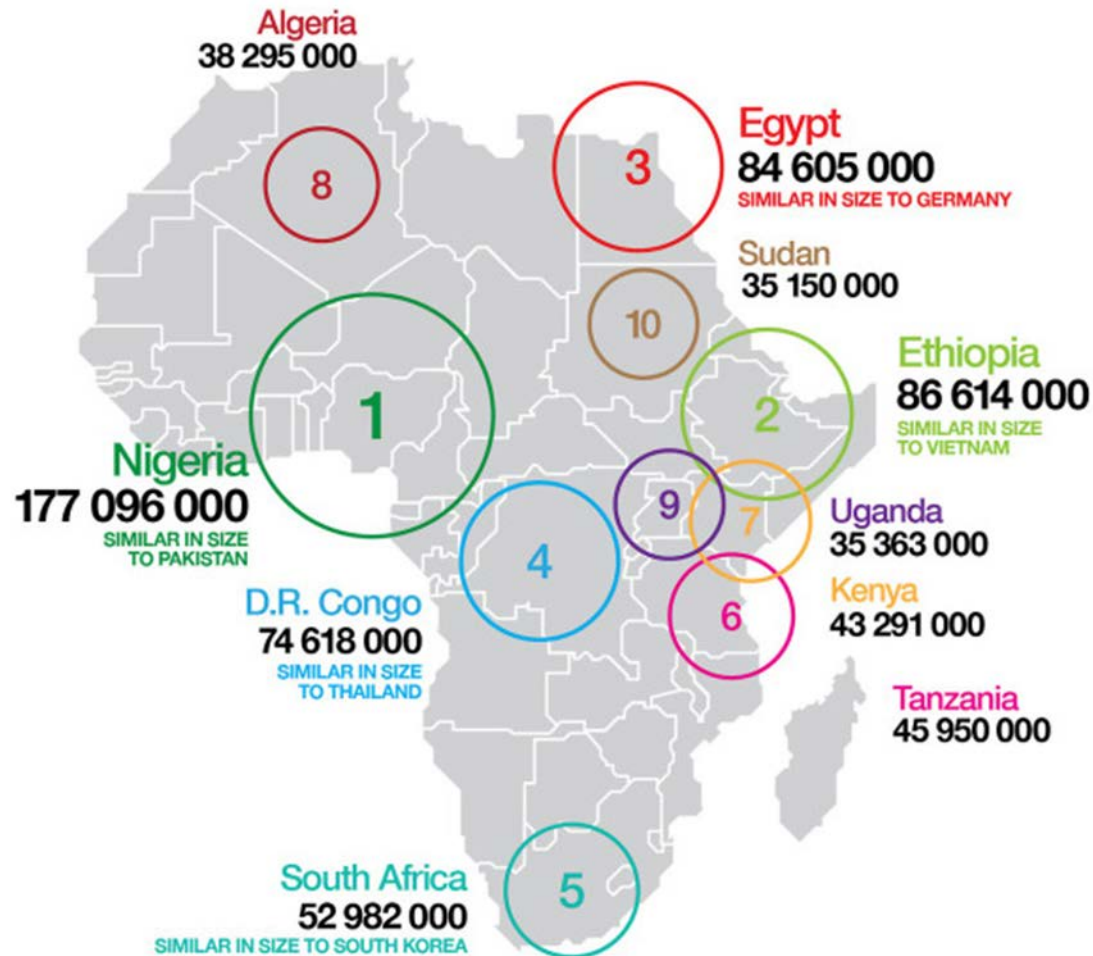 Algeria
38 295 000
8
3
Egypt
84 605 000
SIMILAR IN SIZE TO GERMANY
Sudan
35 150 000
10
Ethiopia
86 614 000
SIMILAR IN SIZE
TO VIETNAM
2
1
Nigeria
177 096 000
SIMILAR IN SIZE
TO PAKISTAN
9
7
Uganda
35 363 000
4
D.R. Congo
74 618 000
SIMILAR IN SIZE
TO THAILAND
Kenya
43 291 000
6
Tanzania
45 950 000
South Africa
52 982 000
SIMILAR IN SIZE TO SOUTH KOREA
5